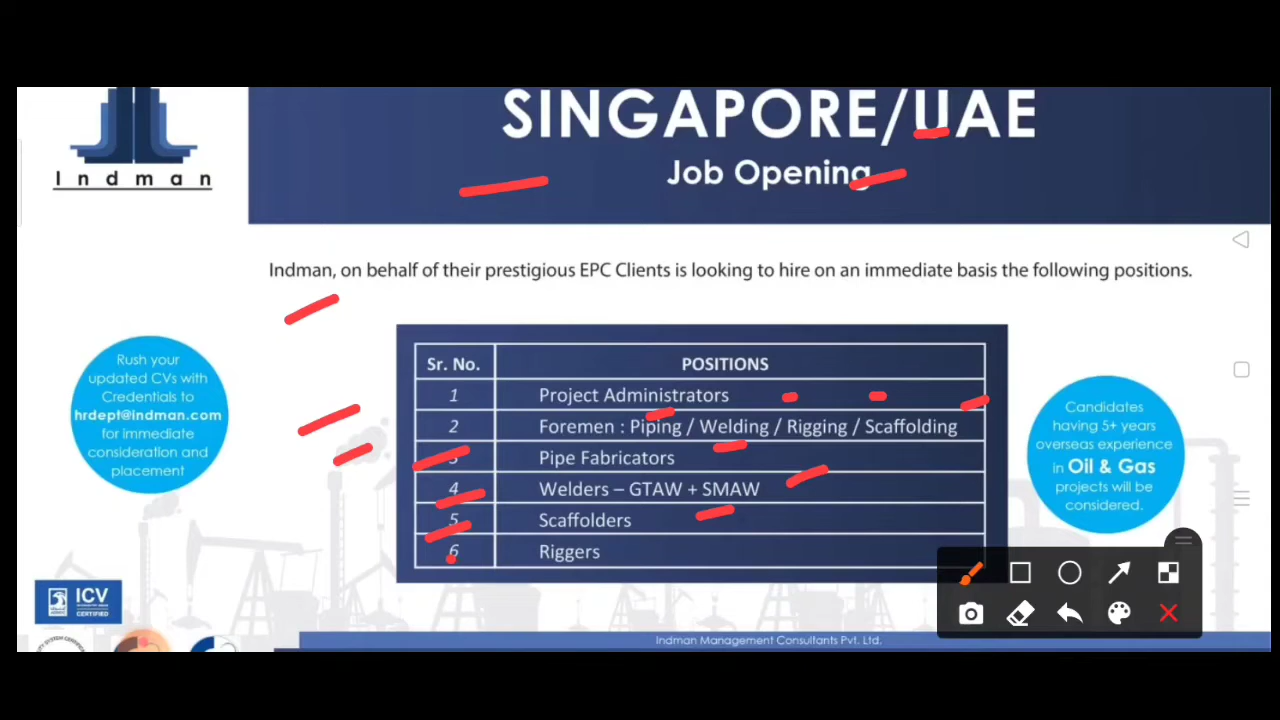 SINGAPORE/UAE
Job Opening
Indman
Indman, on behalf of their prestigious EPC Clients is looking to hire on an immediate basis the following positions.
Rush your
updated CVs with
Credentials to
hrdept@indman.com
for immediate
consideration and
placement
Sr. No. POSITIONS
1 Project Administrators
2 Foremen : Piping / Welding / Rigging / Scaffolding
3 Pipe Fabricators
4 Welders – GTAW + SMAW
5 Scaffolders
6 Riggers
Candidates
having 5+ years
overseas experience
in Oil & Gas
projects will be
considered.
ICV
CERTIFIED
Indman Management Consultants Pvt. Ltd.